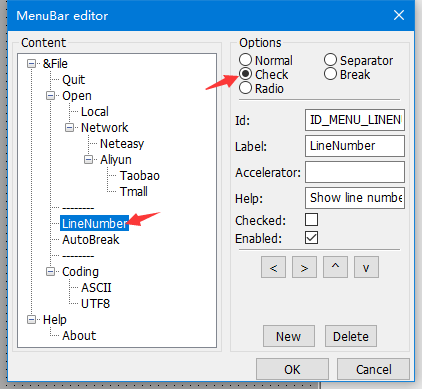 MenuBar editor
Content
&File
Quit
Open
Local
Network
Neteasy
Aliyun
Taobao
Tmall
--------
LineNumber
AutoBreak
--------
Coding
ASCII
UTF8
Help
About
Options
Normal Separator
Check Break
Radio
Id: ID_MENU_LINEN
Label: LineNumber
Accelerator:
Help: Show line numbe
Checked:
Enabled:
< > ^ v
New Delete
OK Cancel